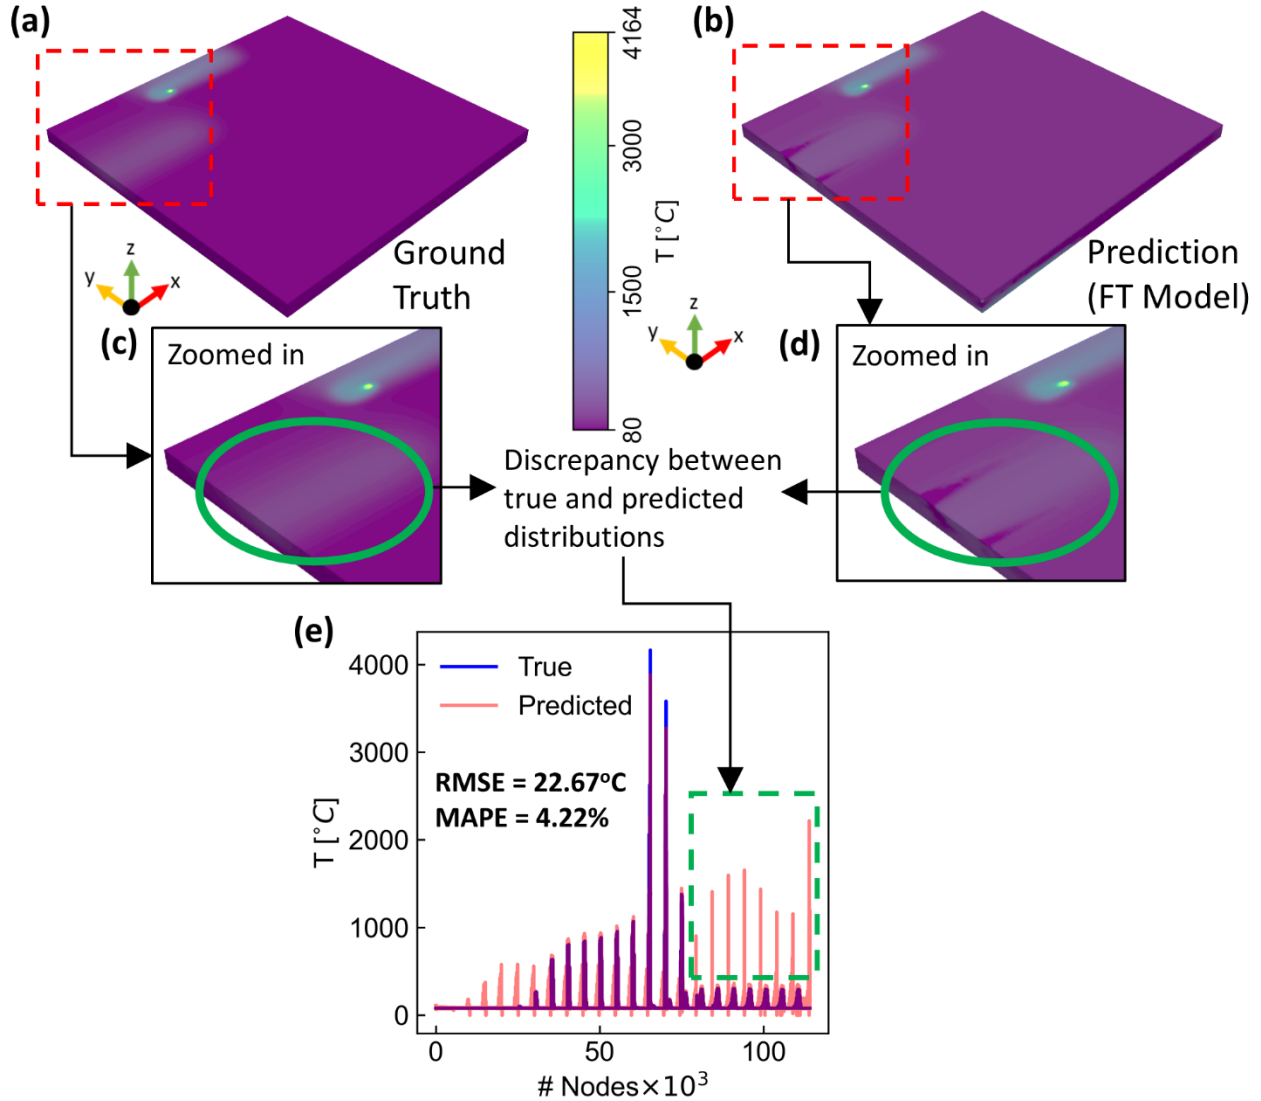 (a)
(b)
4164
3000
1500
80
T [°C]
Ground
Truth
Prediction
(FT Model)
z
y
x
z
y
x
(c)
Zoomed in
(d)
Zoomed in
Discrepancy between
true and predicted
distributions
(e)
True
Predicted
RMSE = 22.67ºC
MAPE = 4.22%
T [°C]
4000
3000
2000
1000
0
0
50
100
# Nodes×10³